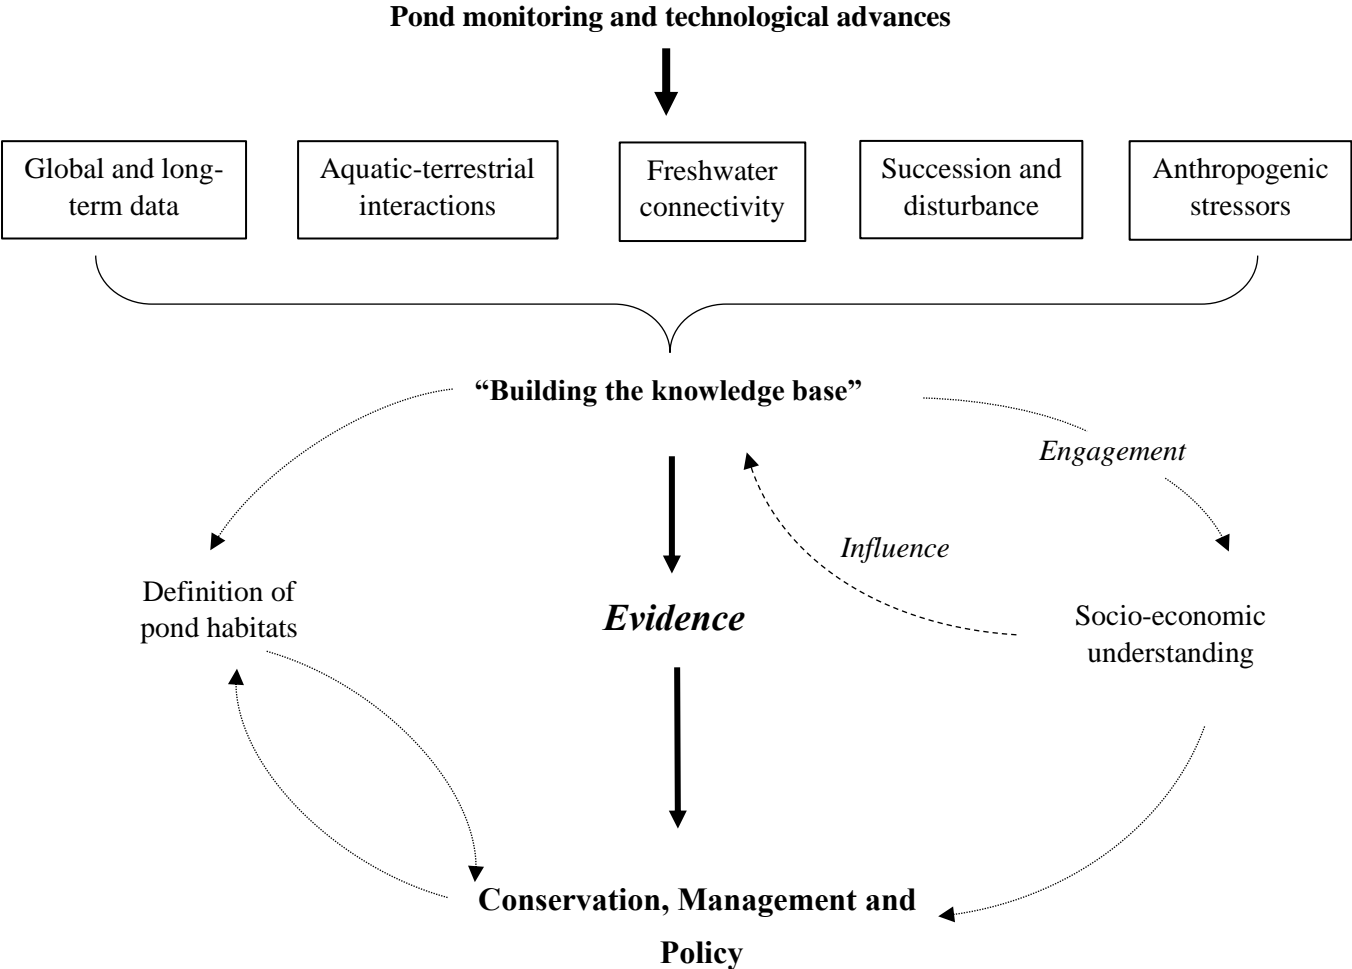 Pond monitoring and technological advances
Global and long-
term data
Aquatic-terrestrial
interactions
Freshwater
connectivity
Succession and
disturbance
Anthropogenic
stressors
“Building the knowledge base”
Engagement
Influence
Definition of
pond habitats
Evidence
Socio-economic
understanding
Conservation, Management and
Policy